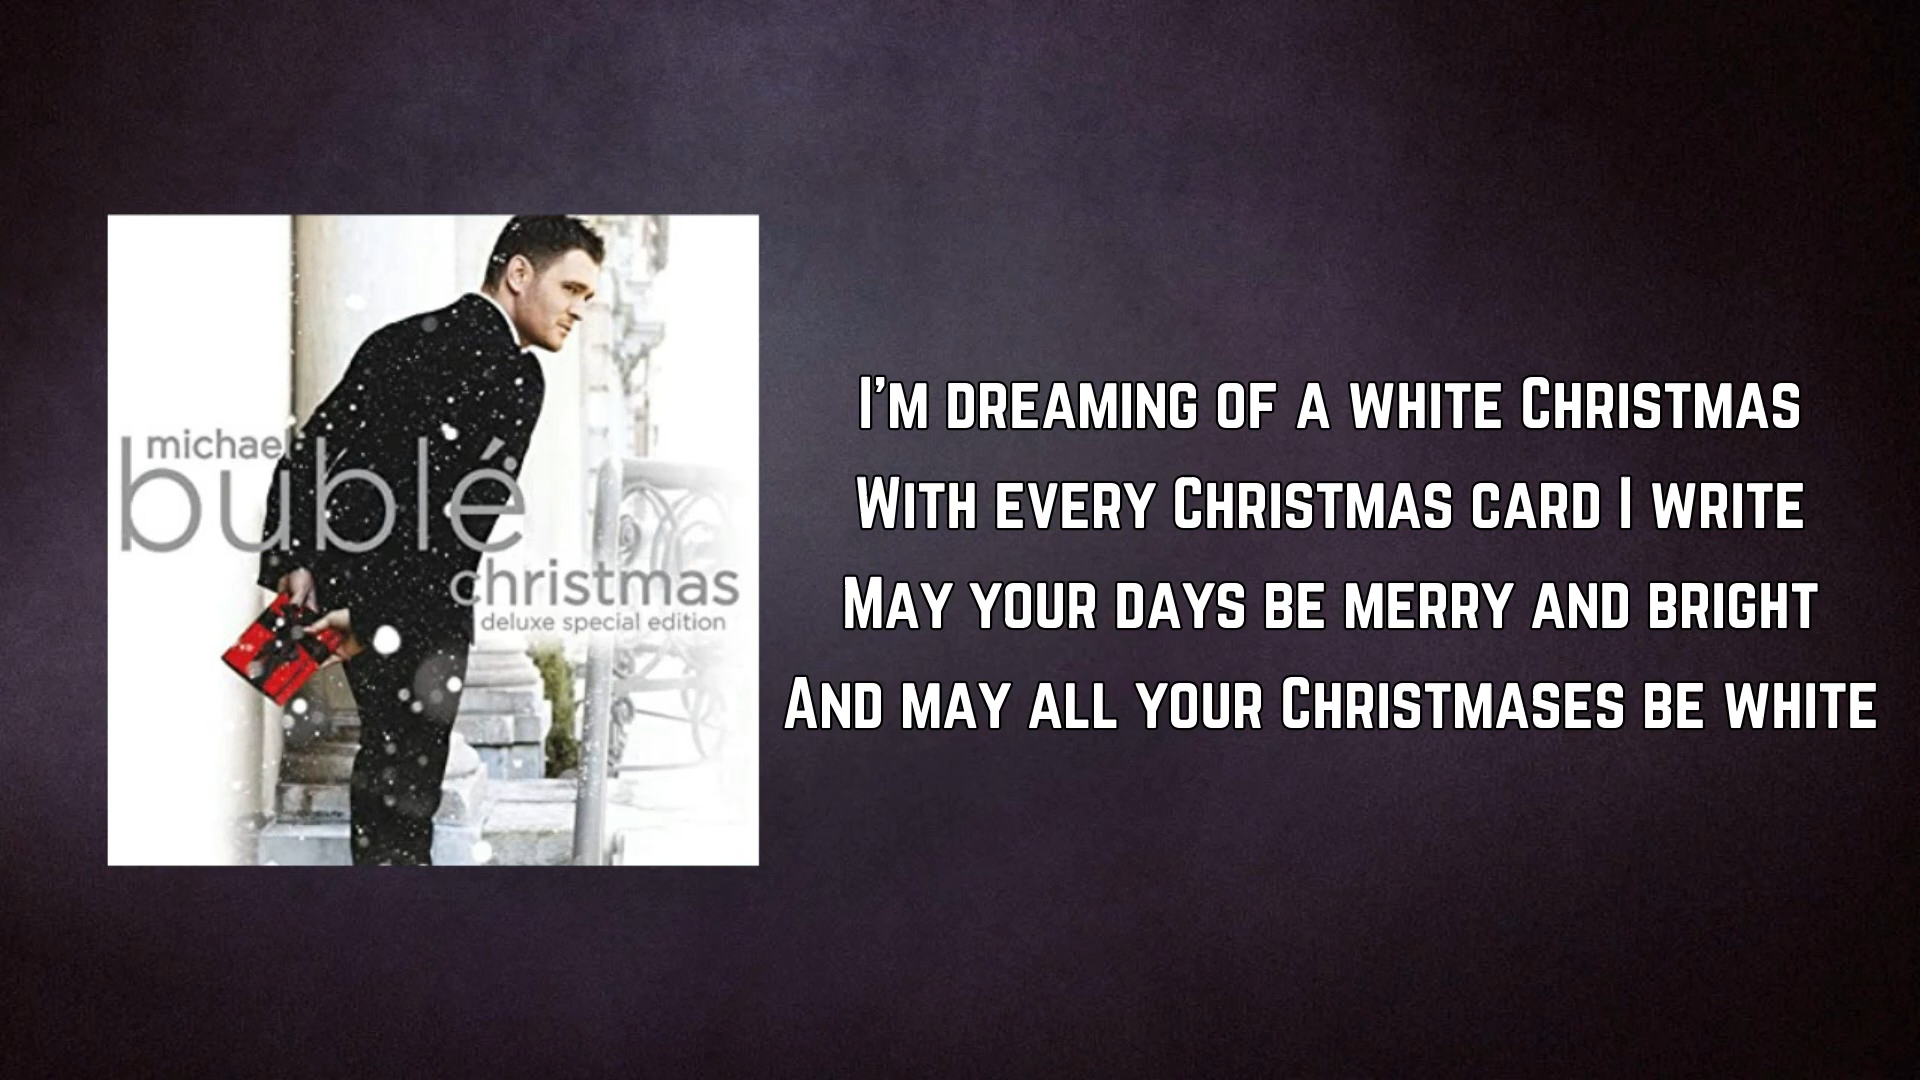 michael
bublé
christmas
deluxe special edition
I'm dreaming of a white Christmas
With every Christmas card I write
May your days be merry and bright
And may all your Christmases be white